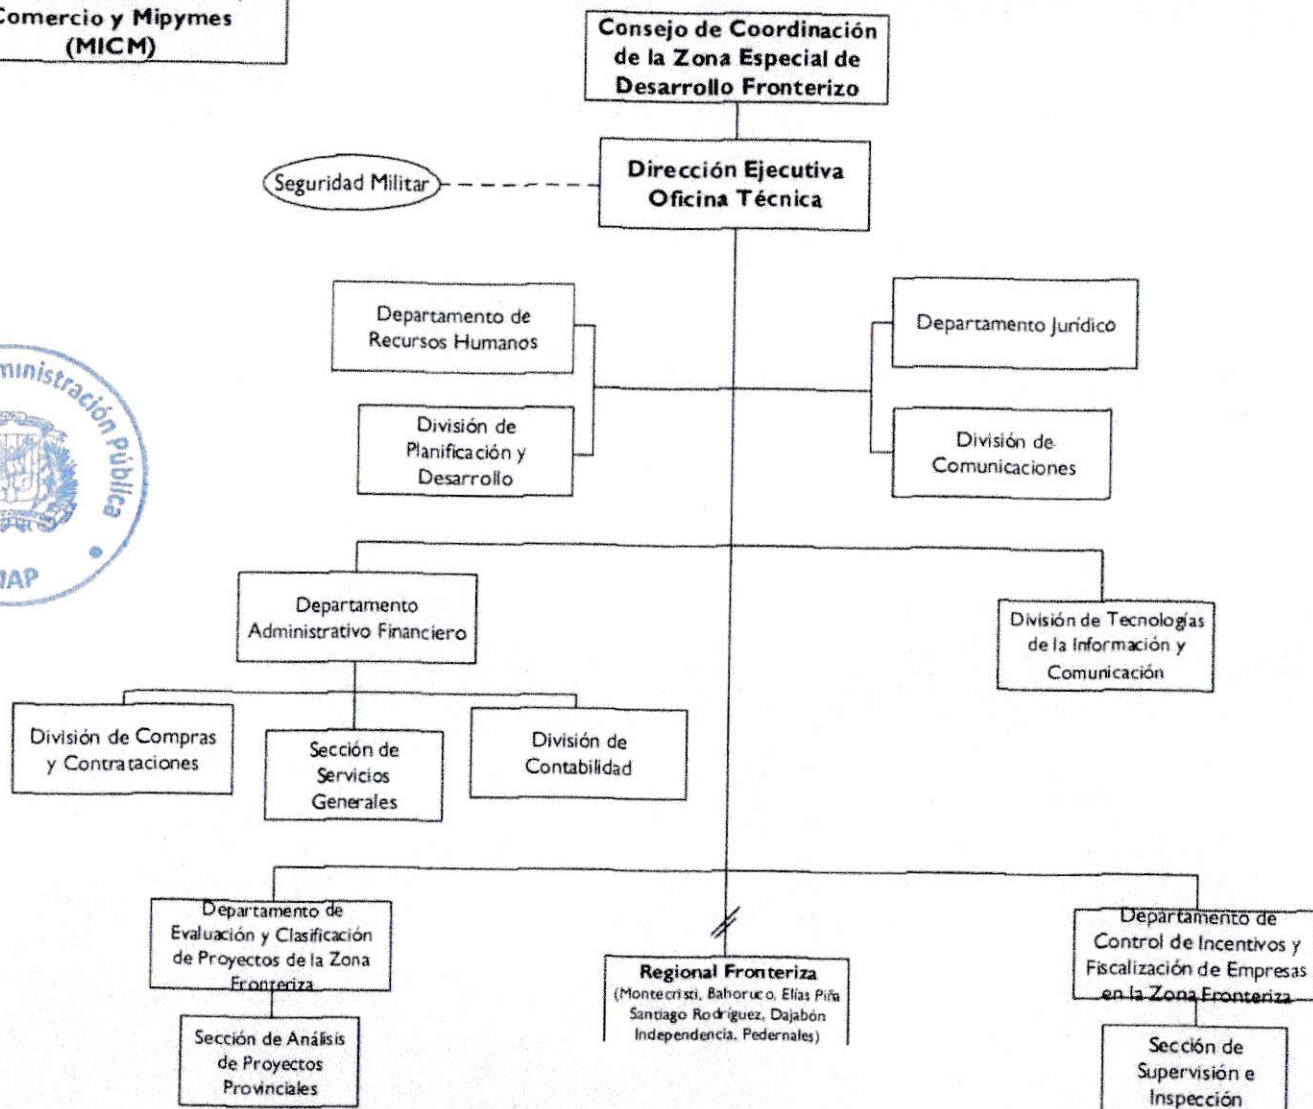 Comercio y Mipymes
(MICM)
Consejo de Coordinación
de la Zona Especial de
Desarrollo Fronterizo
Dirección Ejecutiva
Oficina Técnica
Seguridad Militar
Departamento de
Recursos Humanos
Departamento Jurídico
División de
Planificación y
Desarrollo
División de
Comunicaciones
Administración Pública
MAP
Departamento
Administrativo Financiero
División de Tecnologías
de la Información y
Comunicación
División de Compras
y Contrataciones
Sección de
Servicios
Generales
División de
Contabilidad
Departamento de
Evaluación y Clasificación
de Proyectos de la Zona
Fronteriza
Sección de Análisis
de Proyectos
Provinciales
Regional Fronteriza
(Montecristi, Bahoruco, Elías Piña
Santiago Rodríguez, Dajabón
Independencia, Pedernales)
Departamento de
Control de Incentivos y
Fiscalización de Empresas
en la Zona Fronteriza
Sección de
Supervisión e
Inspección